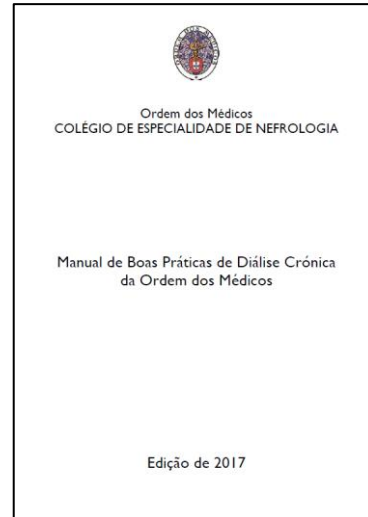 Ordem dos Médicos
COLÉGIO DE ESPECIALIDADE DE NEFROLOGIA
Manual de Boas Práticas de Diálise Crónica
da Ordem dos Médicos
Edição de 2017